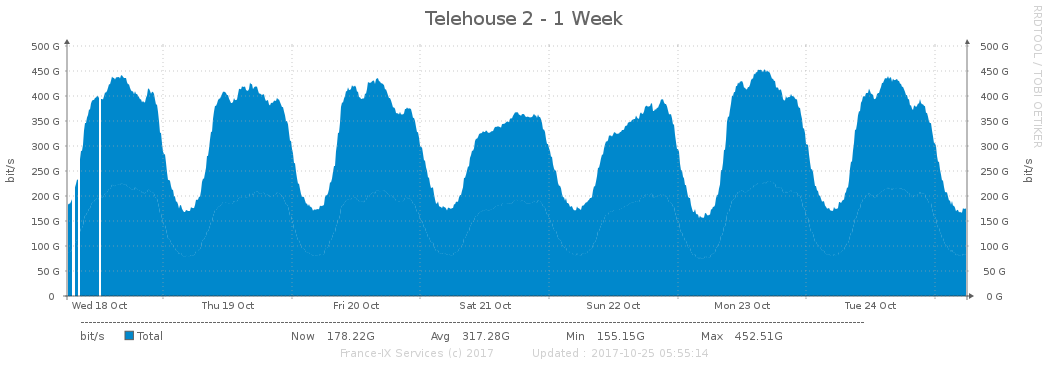 Telehouse 2 - 1 Week
RRDTOOL / TOBI OETIKER
500 G 500 G
450 G 450 G
400 G 400 G
350 G 350 G
300 G 300 G
250 G 250 G
200 G 200 G
150 G 150 G
100 G 100 G
50 G 50 G
0 0 G
bit/s bit/s
Wed 18 Oct Thu 19 Oct Fri 20 Oct Sat 21 Oct Sun 22 Oct Mon 23 Oct Tue 24 Oct
bit/s Total Now 178.22G Avg 317.28G Min 155.15G Max 452.51G
France-IX Services (c) 2017 Updated : 2017-10-25 05:55:14